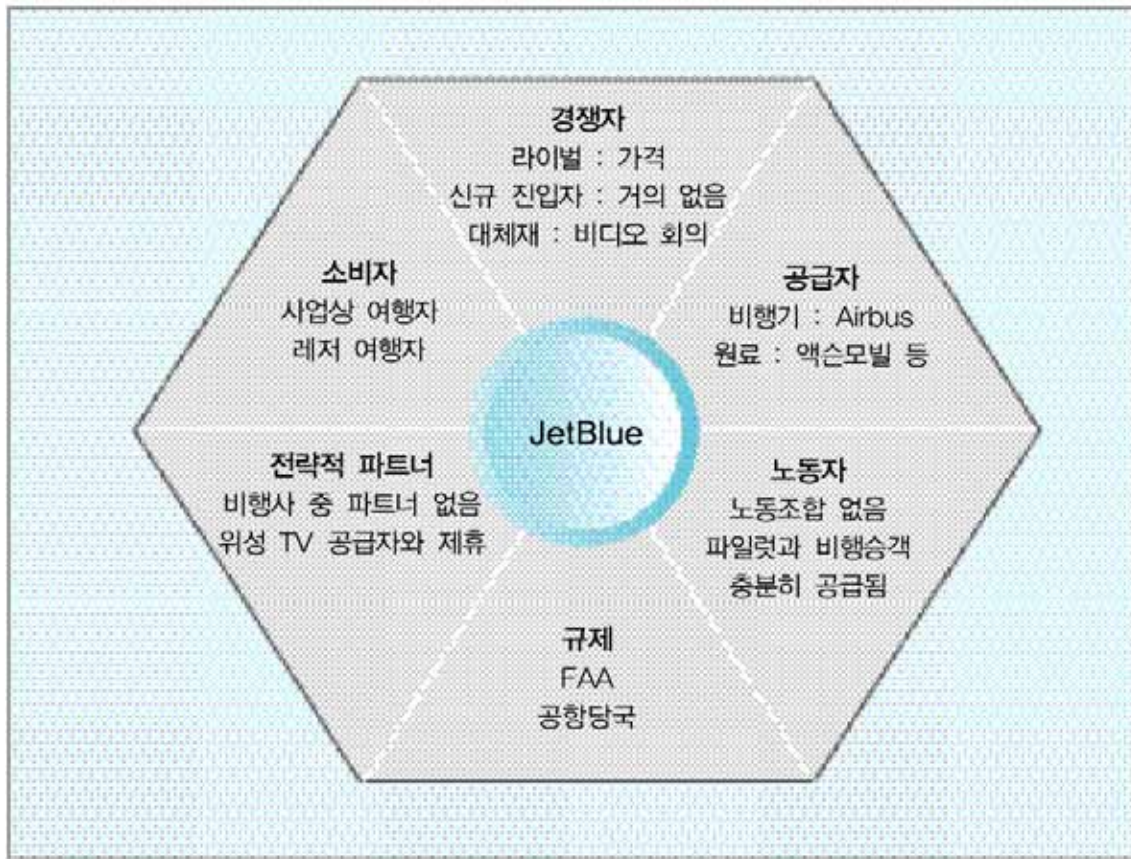 경쟁자
라이벌 : 가격
신규 진입자 : 거의 없음
대체재 : 비디오 회의
소비자
사업상 여행자
레저 여행자
공급자
비행기 : Airbus
원료 : 액슨모빌 등
JetBlue
전략적 파트너
비행사 중 파트너 없음
위성 TV 공급자와 제휴
노동자
노동조합 없음
파일럿과 비행승객
충분히 공급됨
규제
FAA
공항당국